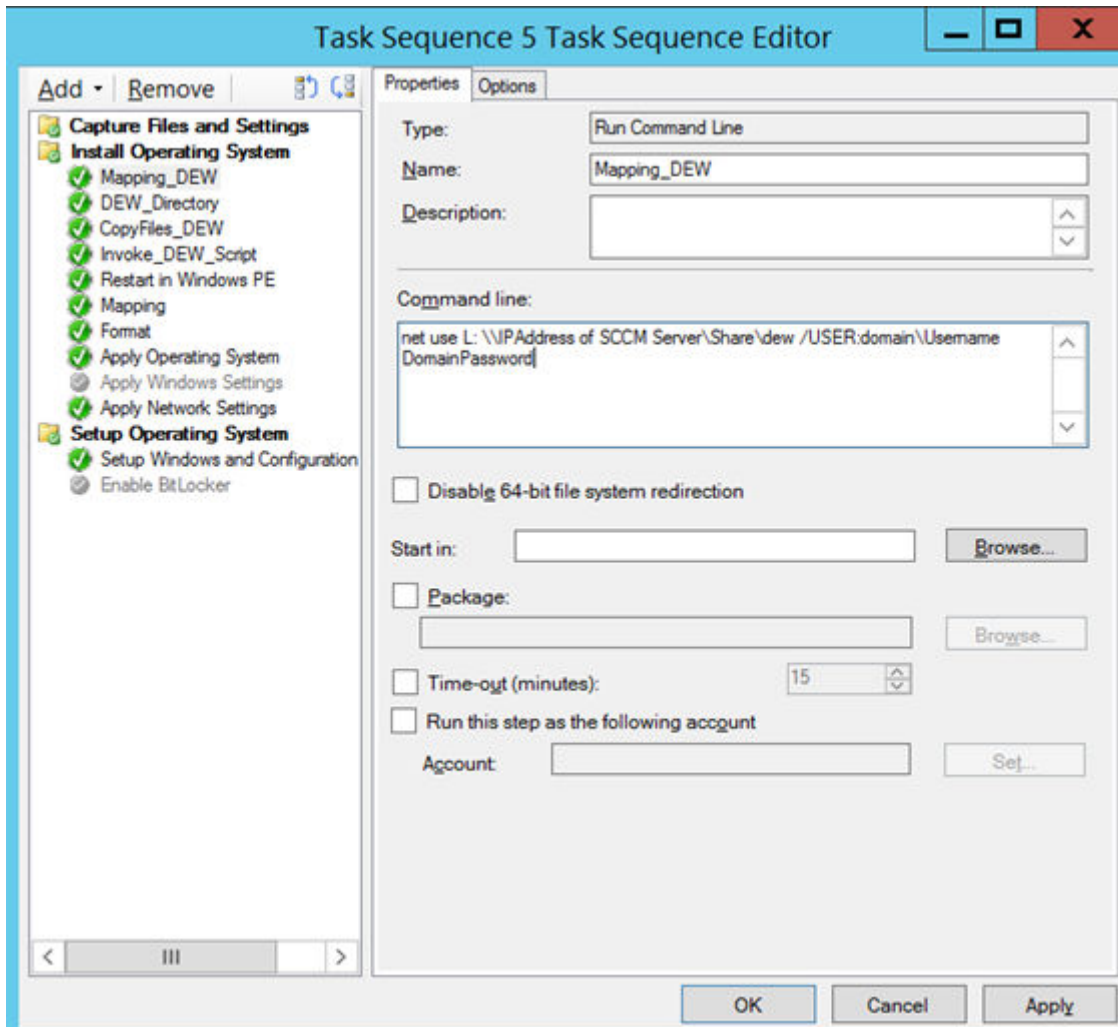 Task Sequence 5 Task Sequence Editor
X
Add
Remove
Capture Files and Settings
Install Operating System
Mapping_DEW
DEW_Directory
CopyFiles_DEW
Invoke_DEW_Script
Restart in Windows PE
Mapping
Format
Apply Operating System
Apply Windows Settings
Apply Network Settings
Setup Operating System
Setup Windows and Configuration
Enable BitLocker
Properties
Options
Type:
Run Command Line
Name:
Mapping_DEW
Description:
Command line:
net use L: \\IPAddress of SCCM Server\Share\dew /USER:domain\Username
DomainPassword
Disable 64-bit file system redirection
Start in:
Browse...
Package:
Browse...
Time-out (minutes):
15
Run this step as the following account
Account:
Set...
OK
Cancel
Apply